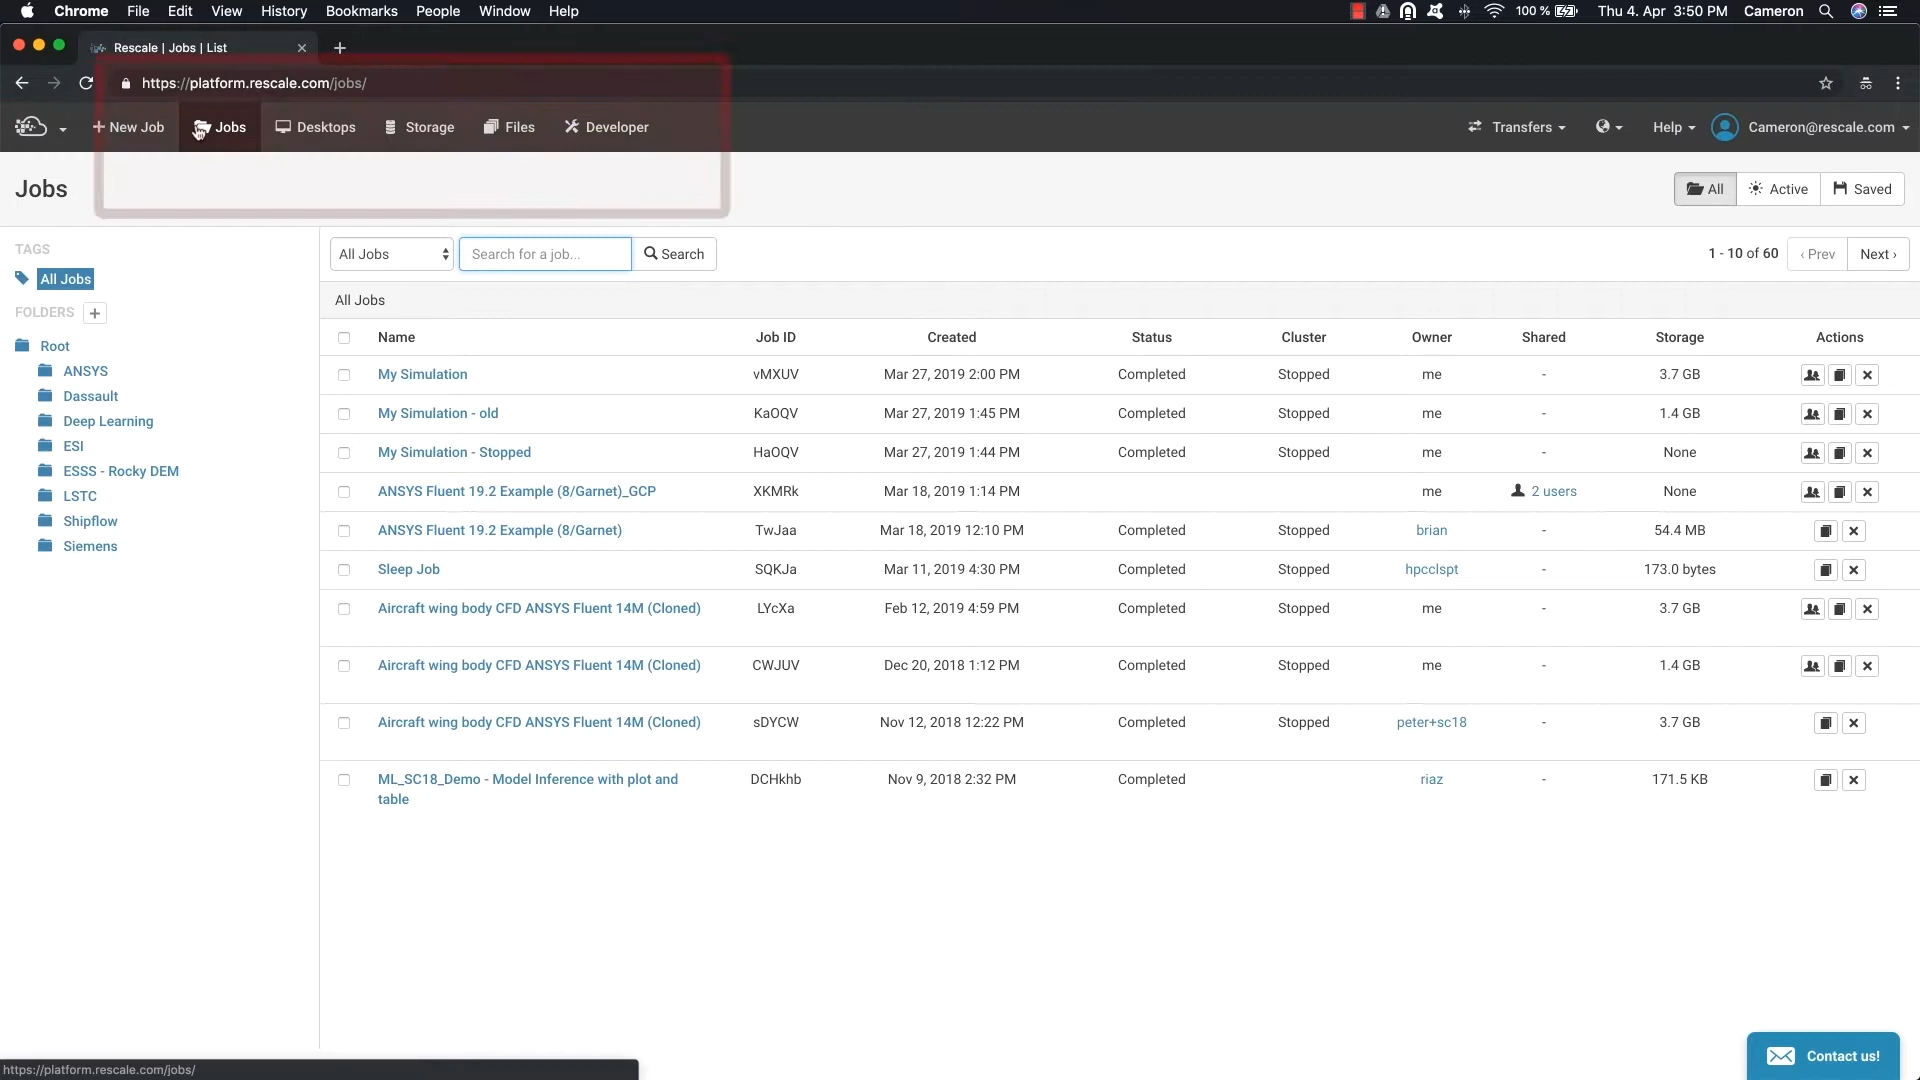 Chrome File Edit View History Bookmarks People Window Help 100 % Thu 4. Apr 3:50 PM Cameron
Rescale | Jobs | List
https://platform.rescale.com/jobs/
New Job Jobs Desktops Storage Files Developer Transfers Help Cameron@rescale.com
Jobs All Active Saved
TAGS
All Jobs
FOLDERS
Root
ANSYS
Dassault
Deep Learning
ESI
ESSS - Rocky DEM
LSTC
Shipflow
Siemens
All Jobs Search for a job... Search 1 - 10 of 60 ‹ Prev Next ›
All Jobs
Name Job ID Created Status Cluster Owner Shared Storage Actions
My Simulation vMXUV Mar 27, 2019 2:00 PM Completed Stopped me - 3.7 GB
My Simulation - old KaOQV Mar 27, 2019 1:45 PM Completed Stopped me - 1.4 GB
My Simulation - Stopped HaOQV Mar 27, 2019 1:44 PM Completed Stopped me - None
ANSYS Fluent 19.2 Example (8/Garnet)_GCP XKMRk Mar 18, 2019 1:14 PM me 2 users None
ANSYS Fluent 19.2 Example (8/Garnet) TwJaa Mar 18, 2019 12:10 PM Completed Stopped brian - 54.4 MB
Sleep Job SQKJa Mar 11, 2019 4:30 PM Completed Stopped hpcclspt - 173.0 bytes
Aircraft wing body CFD ANSYS Fluent 14M (Cloned) LYcXa Feb 12, 2019 4:59 PM Completed Stopped me - 3.7 GB
Aircraft wing body CFD ANSYS Fluent 14M (Cloned) CWJUV Dec 20, 2018 1:12 PM Completed Stopped me - 1.4 GB
Aircraft wing body CFD ANSYS Fluent 14M (Cloned) sDYCW Nov 12, 2018 12:22 PM Completed Stopped peter+sc18 - 3.7 GB
ML_SC18_Demo - Model Inference with plot and DCHkhb Nov 9, 2018 2:32 PM Completed riaz - 171.5 KB
table
Contact us!
https://platform.rescale.com/jobs/